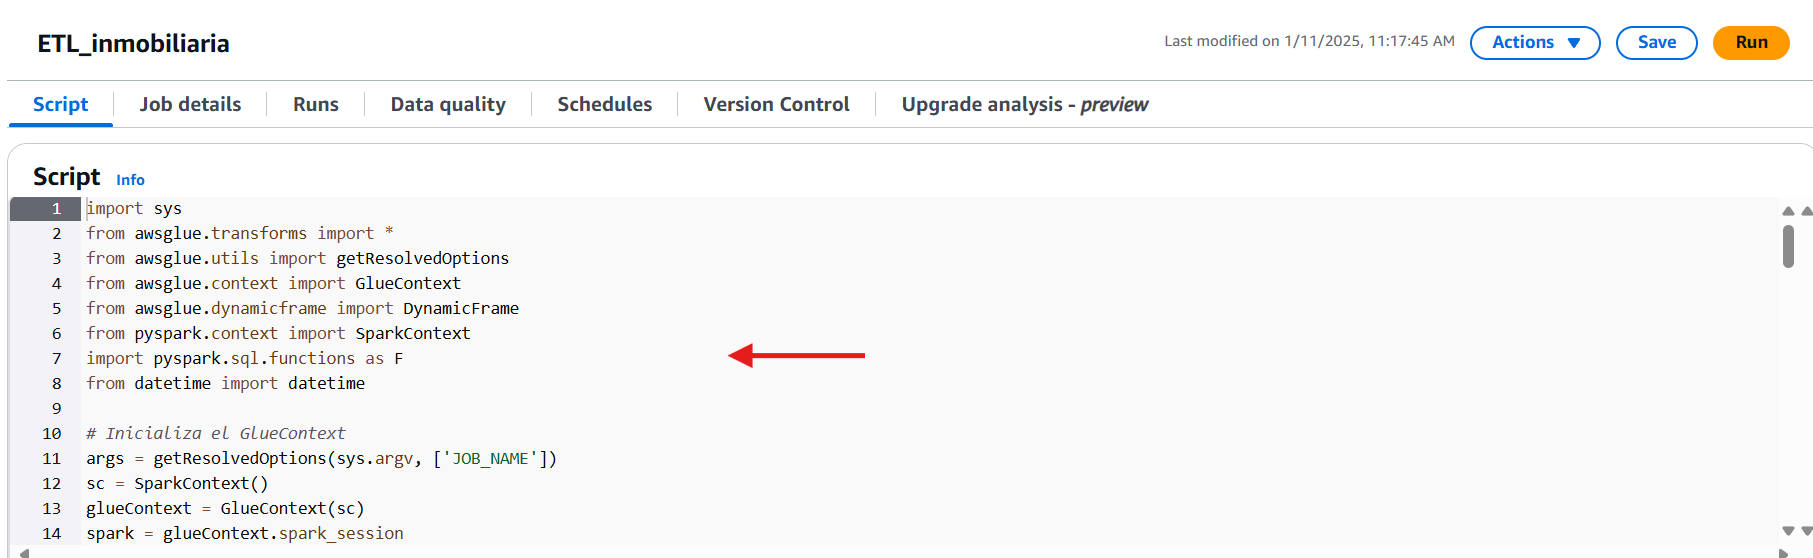 ETL_inmobiliaria
Last modified on 1/11/2025, 11:17:45 AM
Actions
Save
Run
Script
Job details
Runs
Data quality
Schedules
Version Control
Upgrade analysis - preview
Script Info
1 import sys
2 from awsglue.transforms import *
3 from awsglue.utils import getResolvedOptions
4 from awsglue.context import GlueContext
5 from awsglue.dynamicframe import DynamicFrame
6 from pyspark.context import SparkContext
7 import pyspark.sql.functions as F
8 from datetime import datetime
9
10 # Inicializa el GlueContext
11 args = getResolvedOptions(sys.argv, ['JOB_NAME'])
12 sc = SparkContext()
13 glueContext = GlueContext(sc)
14 spark = glueContext.spark_session